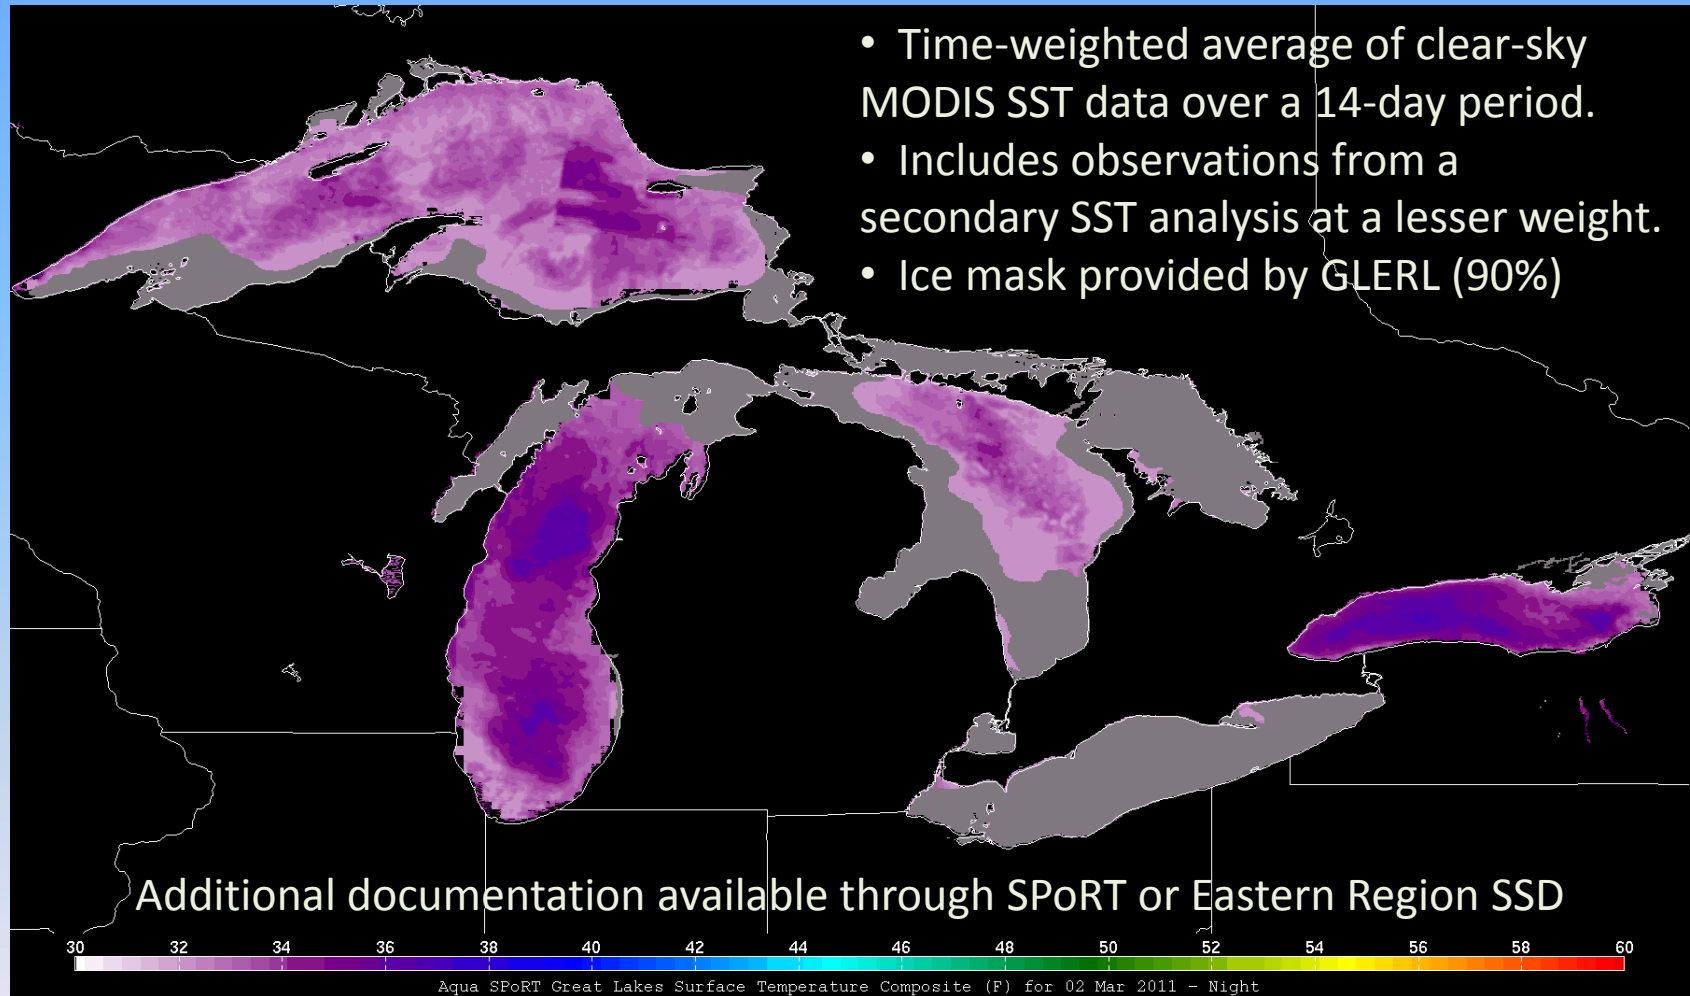 • Time-weighted average of clear-sky
MODIS SST data over a 14-day period.
• Includes observations from a
secondary SST analysis at a lesser weight.
• Ice mask provided by GLERL (90%)
Additional documentation available through SPoRT or Eastern Region SSD
30 32 34 36 38 40 42 44 46 48 50 52 54 56 58 60
Aqua SPoRT Great Lakes Surface Temperature Composite (F) for 02 Mar 2011 – Night